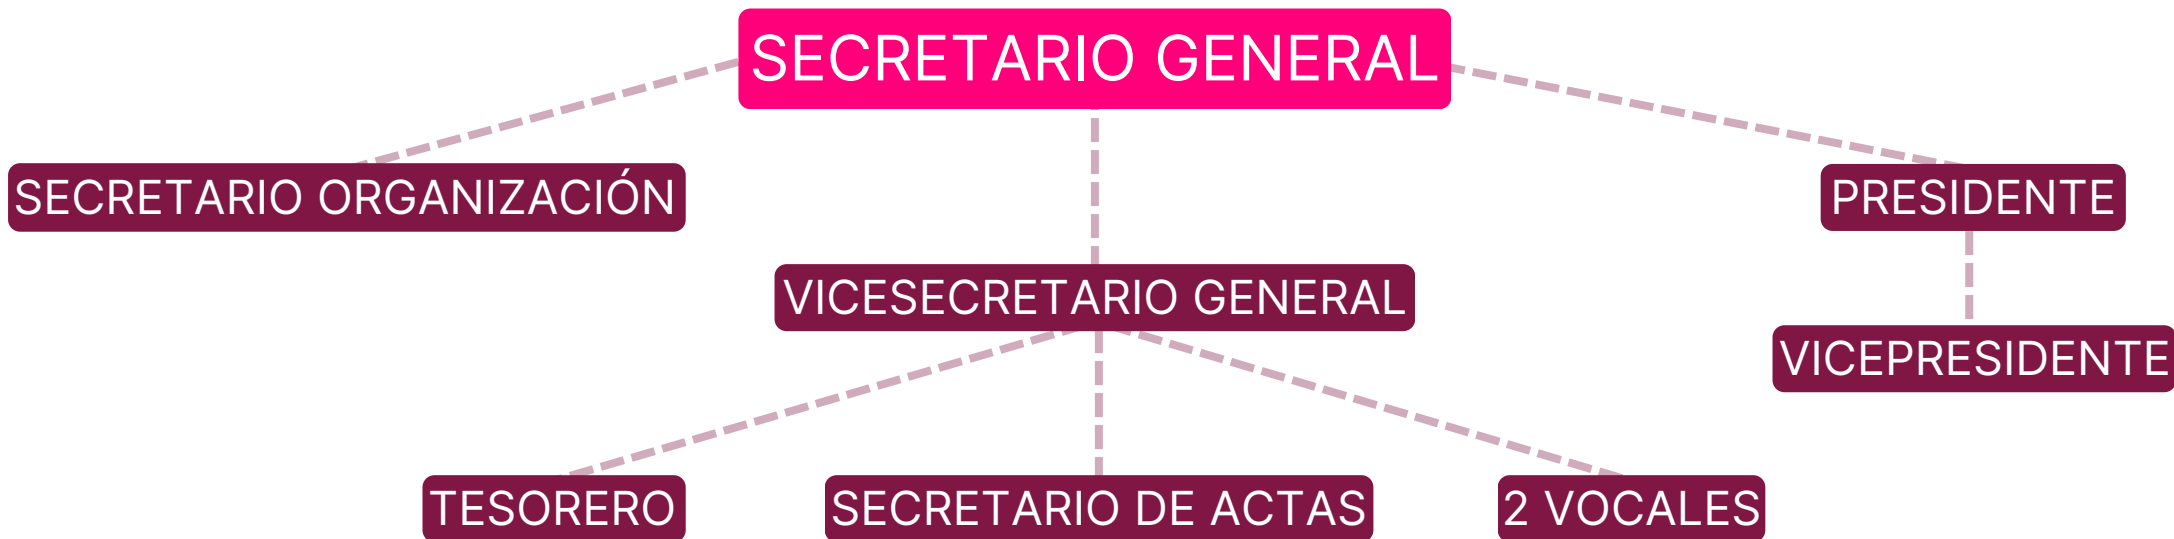 SECRETARIO GENERAL
SECRETARIO ORGANIZACIÓN
PRESIDENTE
VICESECRETARIO GENERAL
VICEPRESIDENTE
TESORERO
SECRETARIO DE ACTAS
2 VOCALES